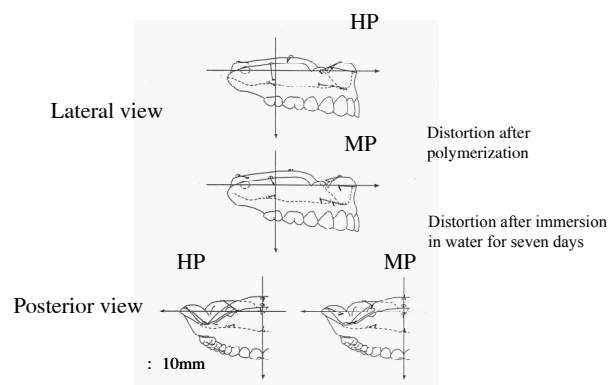 HP
Lateral view
Distortion after
polymerization
MP
Distortion after immersion
in water for seven days
HP
MP
Posterior view
: 10mm